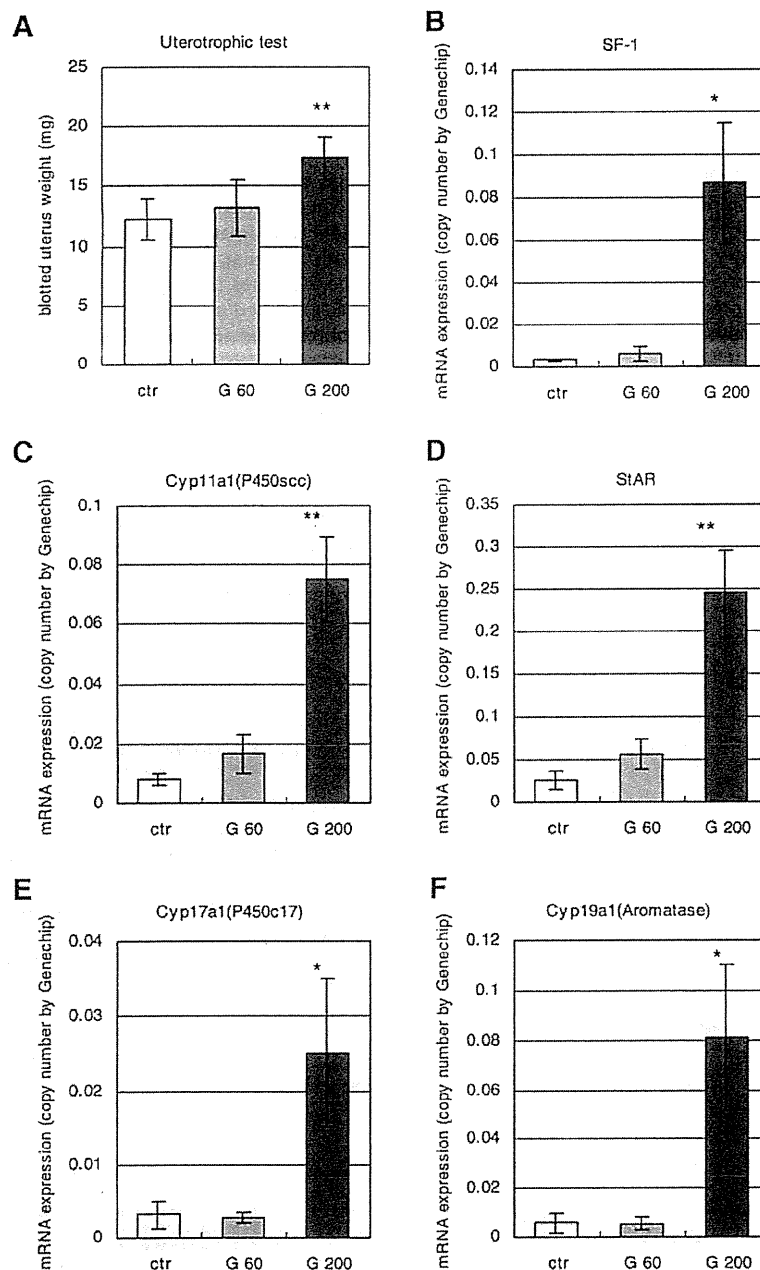 A
Uterotrophic test
blotted uterus weight (mg)
25
20
15
10
5
0
**
ctr
G 60
G 200
B
SF-1
mRNA expression (copy number by Genechip)
0.14
0.12
0.1
0.08
0.06
0.04
0.02
0
*
ctr
G 60
G 200
C
Cyp11a1(P450scc)
mRNA expression (copy number by Genechip)
0.1
0.08
0.06
0.04
0.02
0
**
ctr
G 60
G 200
D
StAR
mRNA expression (copy number by Genechip)
0.35
0.3
0.25
0.2
0.15
0.1
0.05
0
**
ctr
G 60
G 200
E
Cyp17a1(P450c17)
mRNA expression (copy number by Genechip)
0.04
0.03
0.02
0.01
0
*
ctr
G 60
G 200
F
Cyp19a1(Aromatase)
mRNA expression (copy number by Genechip)
0.12
0.1
0.08
0.06
0.04
0.02
0
*
ctr
G 60
G 200